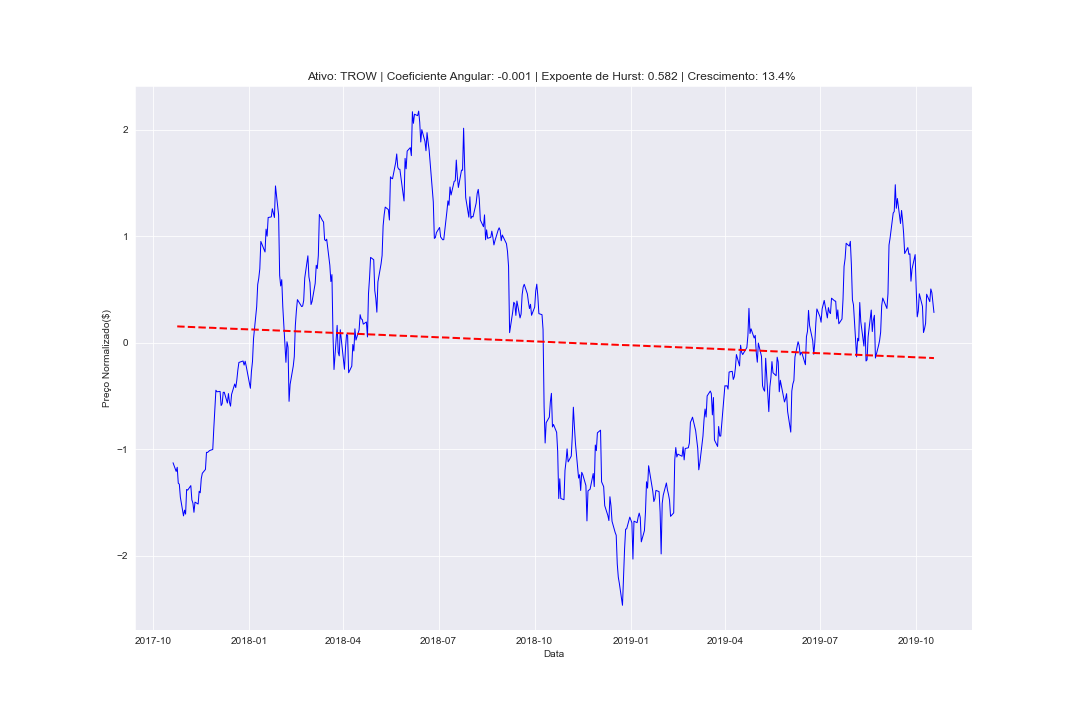 Ativo: TROW | Coeficiente Angular: -0.001 | Expoente de Hurst: 0.582 | Crescimento: 13.4%
2
1
0
−1
−2
Preço Normalizado($)
2017-10 2018-01 2018-04 2018-07 2018-10 2019-01 2019-04 2019-07 2019-10
Data